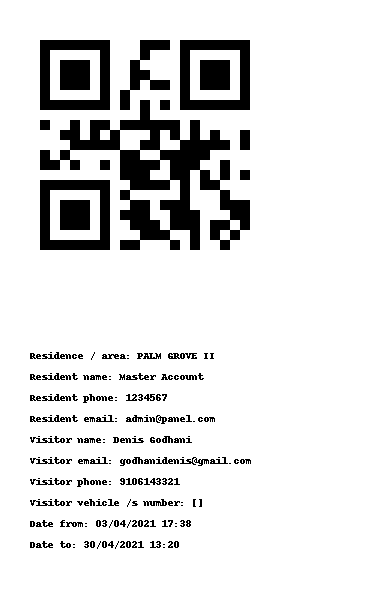 Residence / area: PALM GROVE II
Resident name: Master Account
Resident phone: 1234567
Resident email: admin@panel.com
Visitor name: Denis Godhani
Visitor email: godhanidenis@gmail.com
Visitor phone: 9106143321
Visitor vehicle /s number: []
Date from: 03/04/2021 17:38
Date to: 30/04/2021 13:20